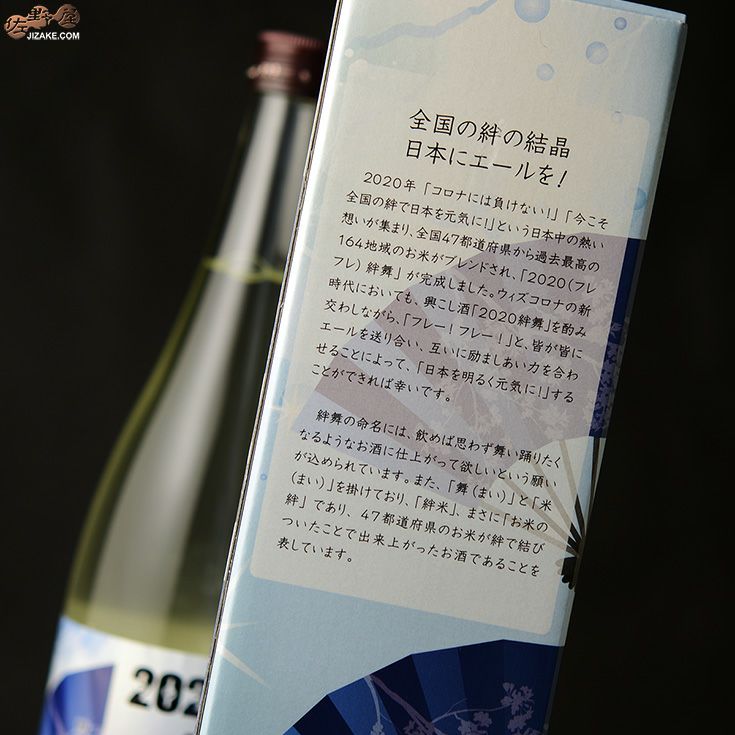 佐野屋
JIZAKE.COM
全国の絆の結晶
日本にエールを!
2020年「コロナには負けない!」「今こそ
全国の絆で日本を元気に!」という日本中の熱い
想いが集まり、全国47都道府県から過去最高の
164地域のお米がブレンドされ、「2020(フレ
フレ)絆舞」が完成しました。ウィズコロナの新
時代においても、興こし酒「2020絆舞」を酌み
交わしながら、「フレー!フレー!」と、皆が皆に
エールを送り合い、互いに励ましあい力を合わ
せることによって、「日本を明るく元気に!」する
ことができれば幸いです。
絆舞の命名には、飲めば思わず舞い踊りたく
なるようなお酒に仕上がって欲しいという願い
が込められています。また、「舞(まい)」と「米
(まい)」を掛けており、「絆米」、まさに「お米の
絆」であり、47都道府県のお米が絆で結び
ついたことで出来上がったお酒であることを
表しています。
202